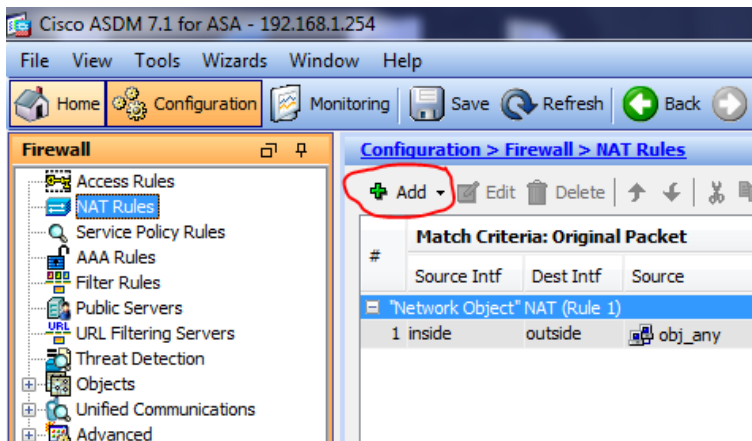 Cisco ASDM 7.1 for ASA - 192.168.1.254
File View Tools Wizards Window Help
Home Configuration Monitoring Save Refresh Back
Firewall
Access Rules
NAT Rules
Service Policy Rules
AAA Rules
Filter Rules
Public Servers
URL URL Filtering Servers
Threat Detection
Objects
Unified Communications
Advanced
Configuration > Firewall > NAT Rules
Add Edit Delete
# Match Criteria: Original Packet
Source Intf Dest Intf Source
"Network Object" NAT (Rule 1)
1 inside outside obj_any